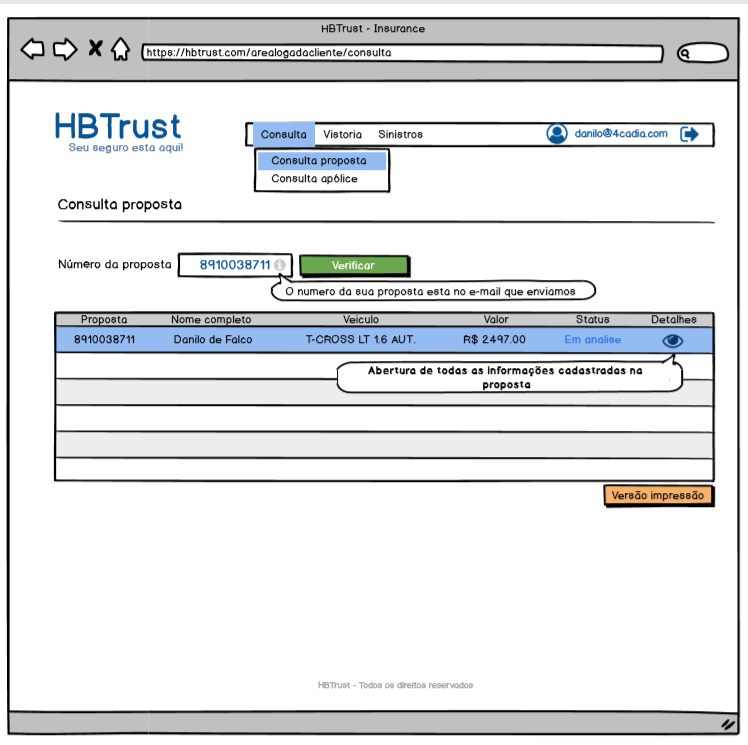 HBTrust - Insurance
https://hbtrust.com/arealogadacliente/consulta
HBTrust
Seu seguro esta aqui!
Consulta Vistoria Sinistros danilo@4cadia.com
Consulta proposta
Consulta apólice
Consulta proposta
Número da proposta 8910038711 Verificar
O numero da sua proposta esta no e-mail que enviamos
Proposta Nome completo Veiculo Valor Status Detalhes
8910038711 Danilo de Falco T-CROSS LT 1.6 AUT. R$ 2.497.00 Em analise
Abertura de todas as informações cadastradas na
proposta
Versão impressão
HBTrust - Todos os direitos reservados